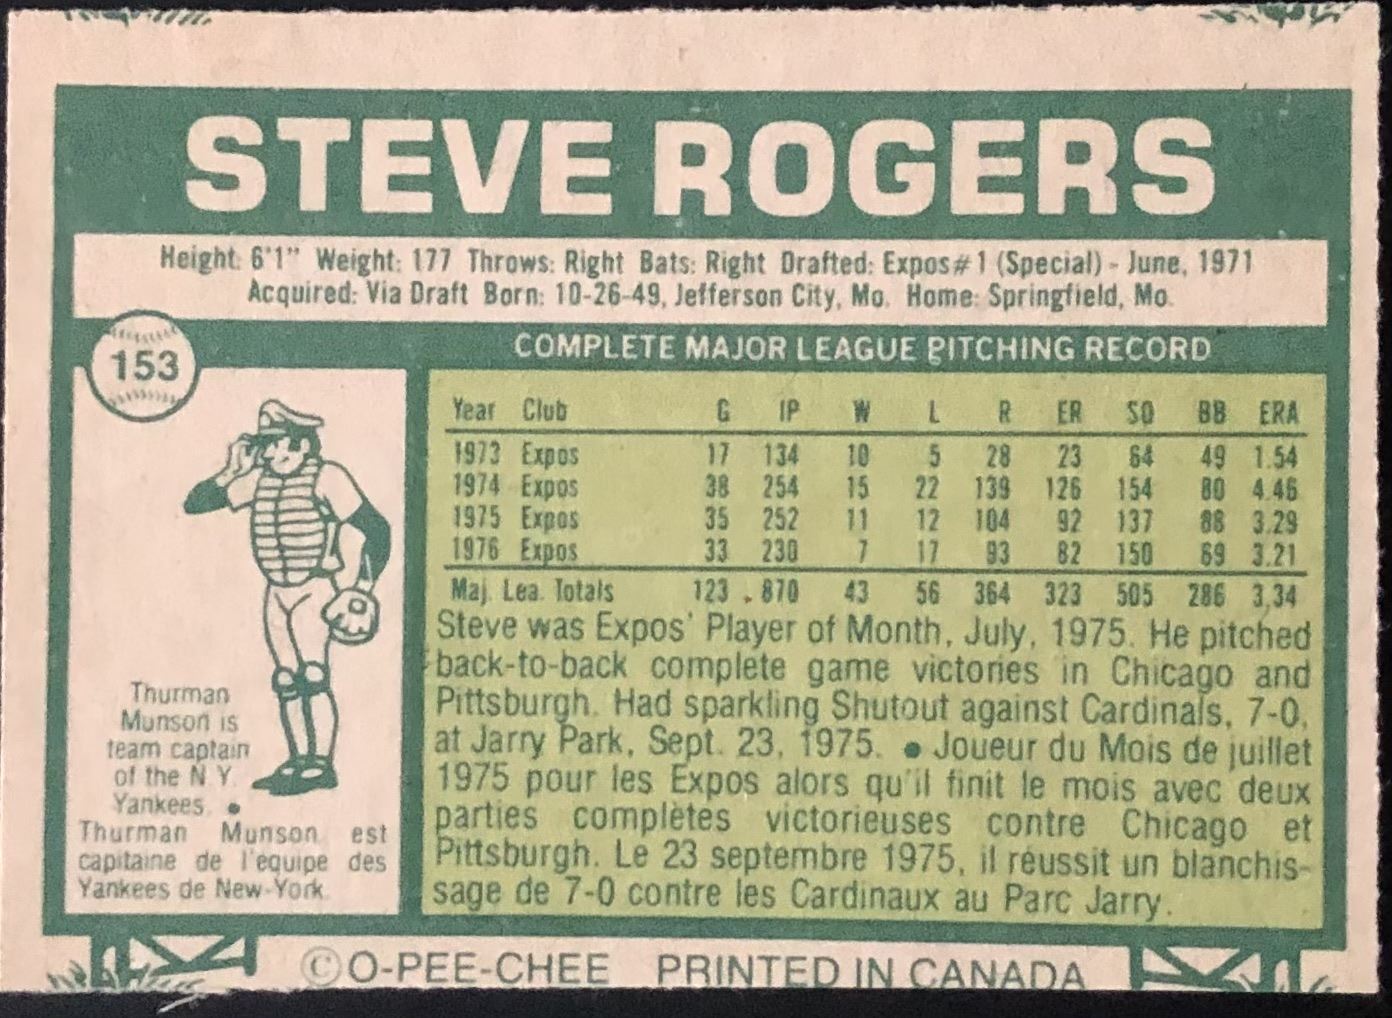 STEVE ROGERS
Height: 6'1" Weight: 177 Throws: Right Bats: Right Drafted: Expos#1 (Special) - June, 1971
Acquired: Via Draft Born: 10-26-49, Jefferson City, Mo. Home: Springfield, Mo.
153
COMPLETE MAJOR LEAGUE PITCHING RECORD
Year Club G IP W L R ER SO BB ERA
1973 Expos 17 134 10 5 28 23 64 49 1.54
1974 Expos 38 254 15 22 139 126 154 80 4.46
1975 Expos 35 252 11 12 104 92 137 88 3.29
1976 Expos 33 230 7 17 93 82 150 69 3.21
Maj. Lea. Totals 123 870 43 56 364 323 505 286 3.34
Steve was Expos' Player of Month, July, 1975. He pitched
back-to-back complete game victories in Chicago and
Pittsburgh. Had sparkling Shutout against Cardinals, 7-0,
at Jarry Park, Sept. 23, 1975. ● Joueur du Mois de juillet
1975 pour les Expos alors qu'il finit le mois avec deux
parties complètes victorieuses contre Chicago et
Pittsburgh. Le 23 septembre 1975, il réussit un blanchis-
sage de 7-0 contre les Cardinaux au Parc Jarry.
Thurman
Munson is
team captain
of the N.Y.
Yankees. ●
Thurman Munson est
capitaine de l'équipe des
Yankees de New-York.
©O-PEE-CHEE PRINTED IN CANADA